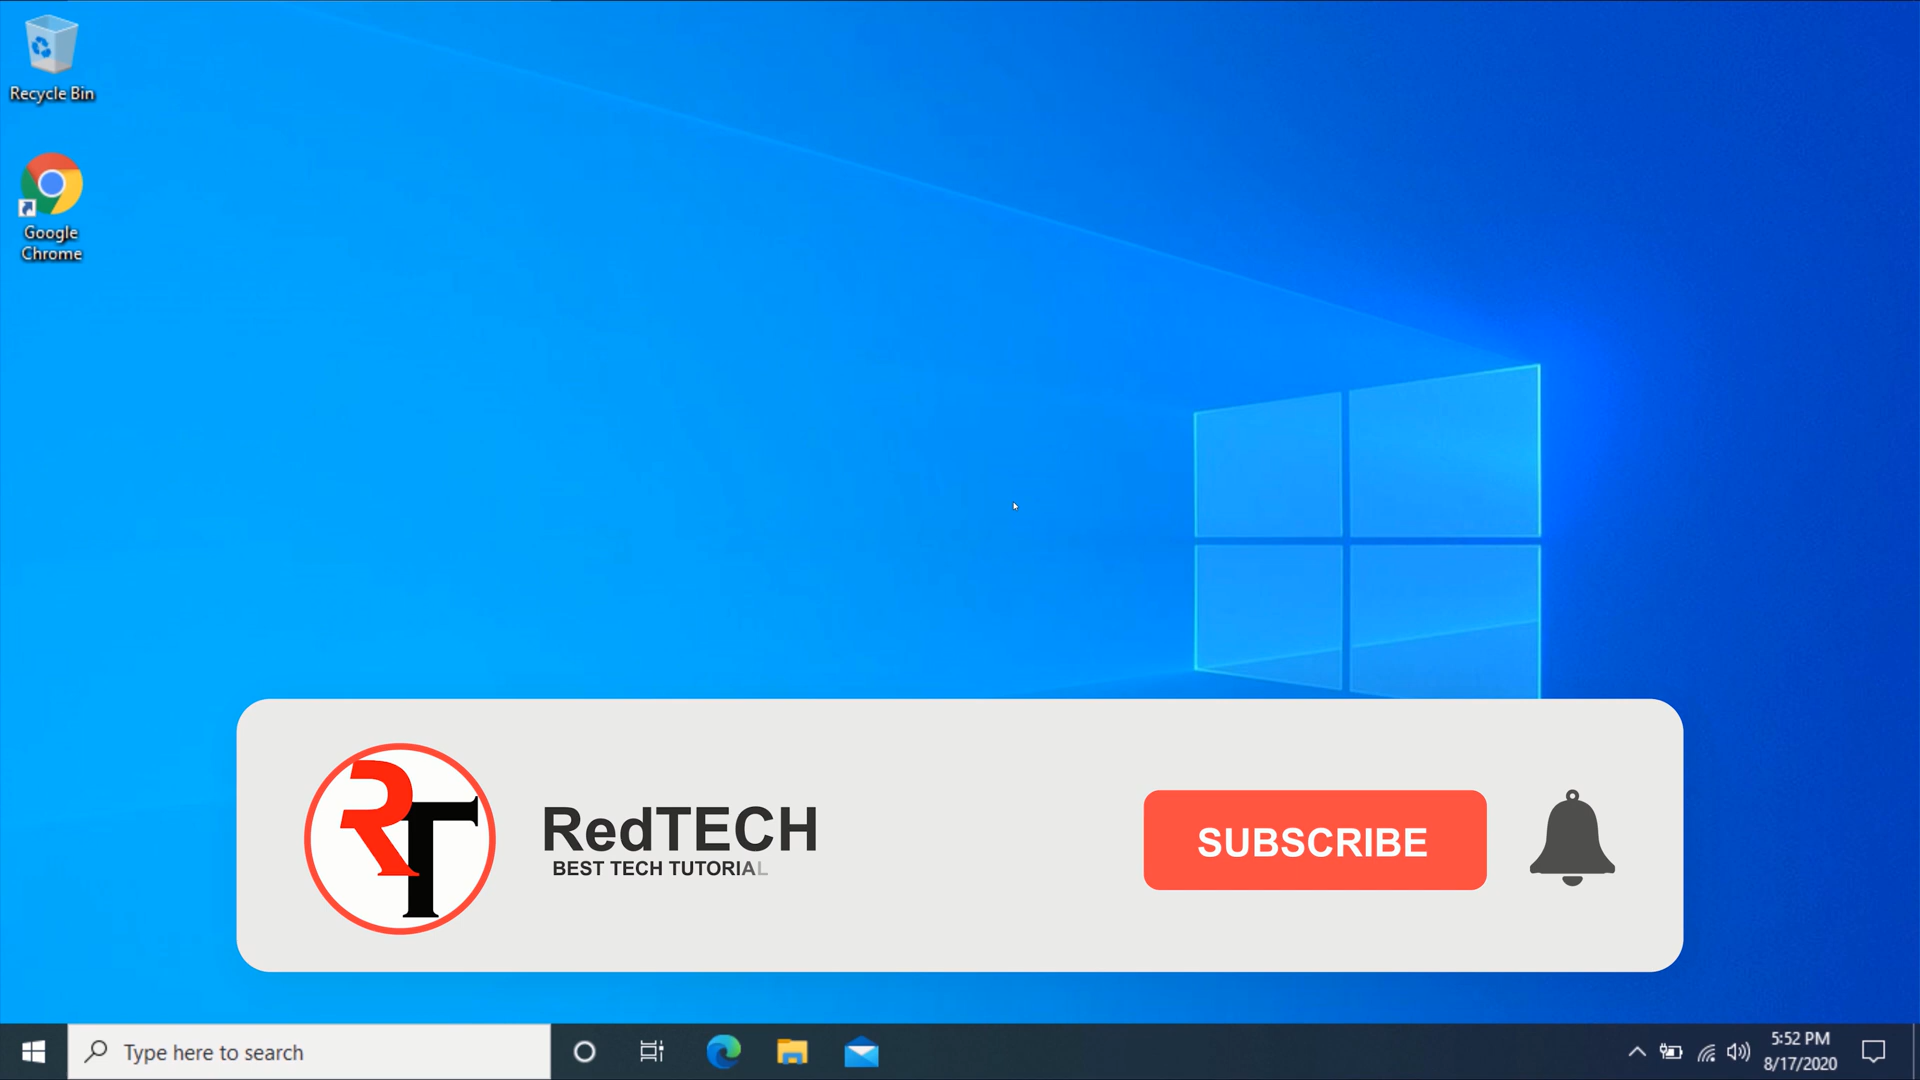 Recycle Bin
Google
Chrome
RT
RedTECH
BEST TECH TUTORIAL
SUBSCRIBE
Type here to search
5:52 PM
8/17/2020